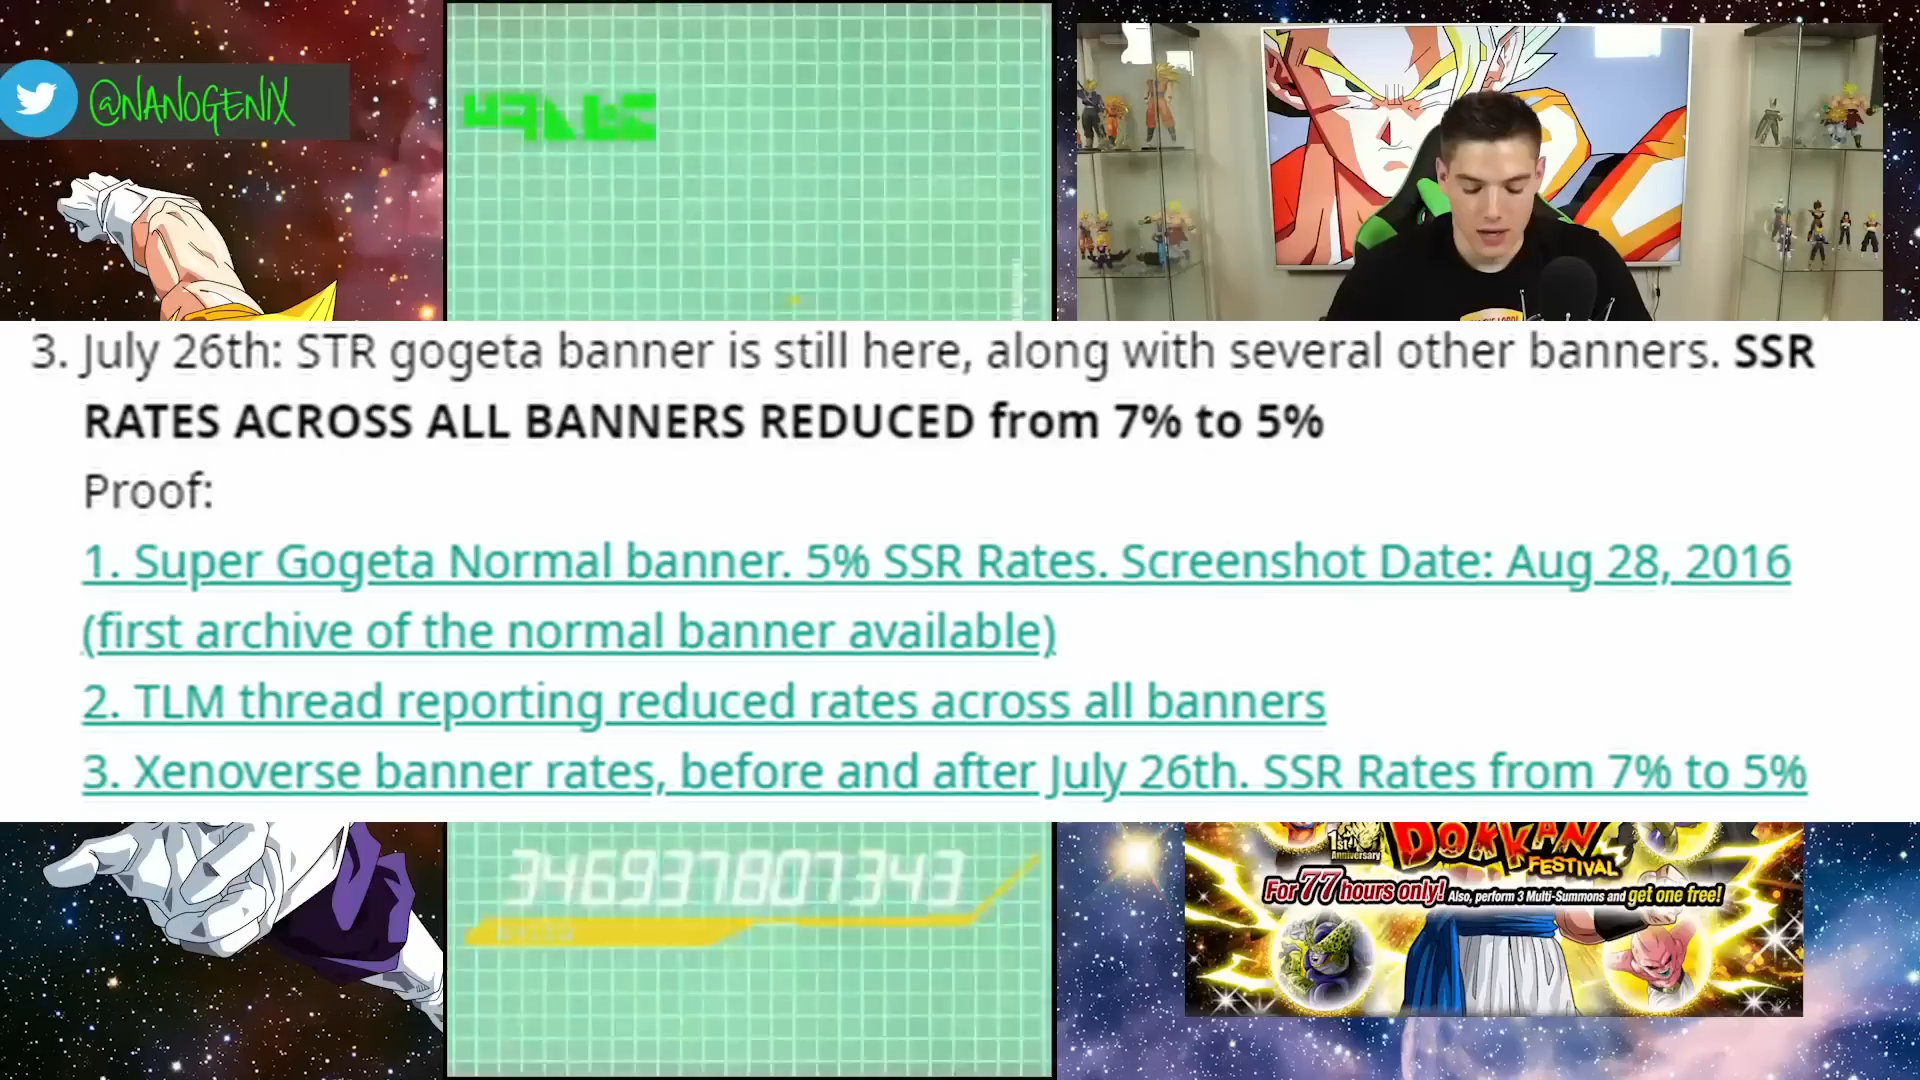 @NANOGENIX
3. July 26th: STR gogeta banner is still here, along with several other banners. SSR
RATES ACROSS ALL BANNERS REDUCED from 7% to 5%
Proof:
1. Super Gogeta Normal banner. 5% SSR Rates. Screenshot Date: Aug 28, 2016
(first archive of the normal banner available)
2. TLM thread reporting reduced rates across all banners
3. Xenoverse banner rates, before and after July 26th. SSR Rates from 7% to 5%
1st
Anniversary
DOKKAN
FESTIVAL
For 77 hours only! Also, perform 3 Multi-Summons and get one free!